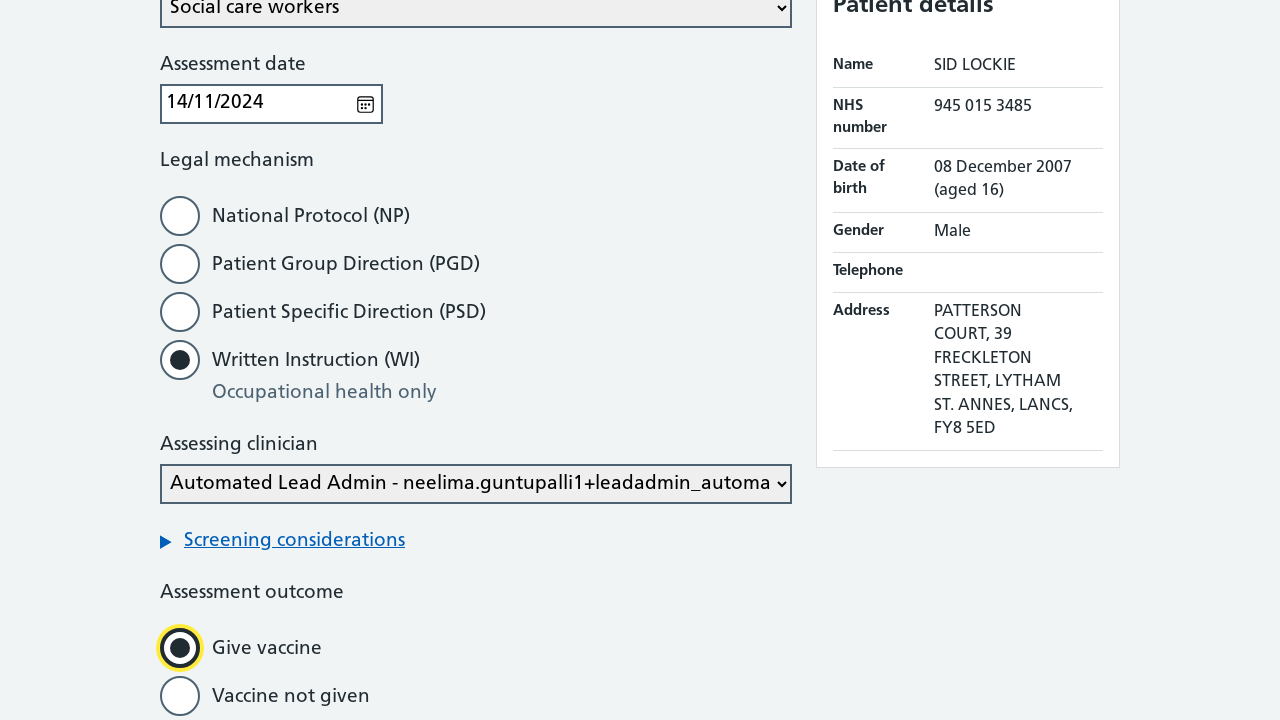 Social care workers
Assessment date
14/11/2024
Legal mechanism
National Protocol (NP)
Patient Group Direction (PGD)
Patient Specific Direction (PSD)
Written Instruction (WI)
Occupational health only
Assessing clinician
Automated Lead Admin - neelima.guntupalli1+leadadmin_automa
Screening considerations
Assessment outcome
Give vaccine
Vaccine not given
Patient details
Name SID LOCKIE
NHS number 945 015 3485
Date of birth 08 December 2007
(aged 16)
Gender Male
Telephone
Address PATTERSON
COURT, 39
FRECKLETON
STREET, LYTHAM
ST. ANNES, LANCS,
FY8 5ED